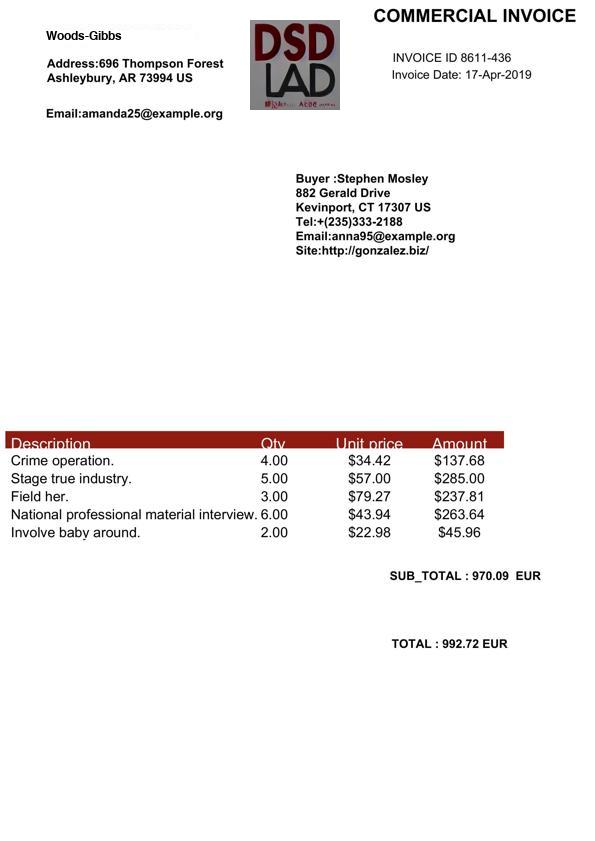 COMMERCIAL INVOICE
Woods-Gibbs
DSD
LAD
INVOICE ID 8611-436
Address:696 Thompson Forest
Invoice Date: 17-Apr-2019
Ashleybury, AR 73994 US
Email:amanda25@example.org
Buyer :Stephen Mosley
882 Gerald Drive
Kevinport, CT 17307 US
Tel:+(235)333-2188
Email:anna95@example.org
Site:http://gonzalez.biz/
Description Qty Unit price Amount
Crime operation. 4.00 $34.42 $137.68
Stage true industry. 5.00 $57.00 $285.00
Field her. 3.00 $79.27 $237.81
National professional material interview. 6.00 $43.94 $263.64
Involve baby around. 2.00 $22.98 $45.96
SUB_TOTAL : 970.09 EUR
TOTAL : 992.72 EUR